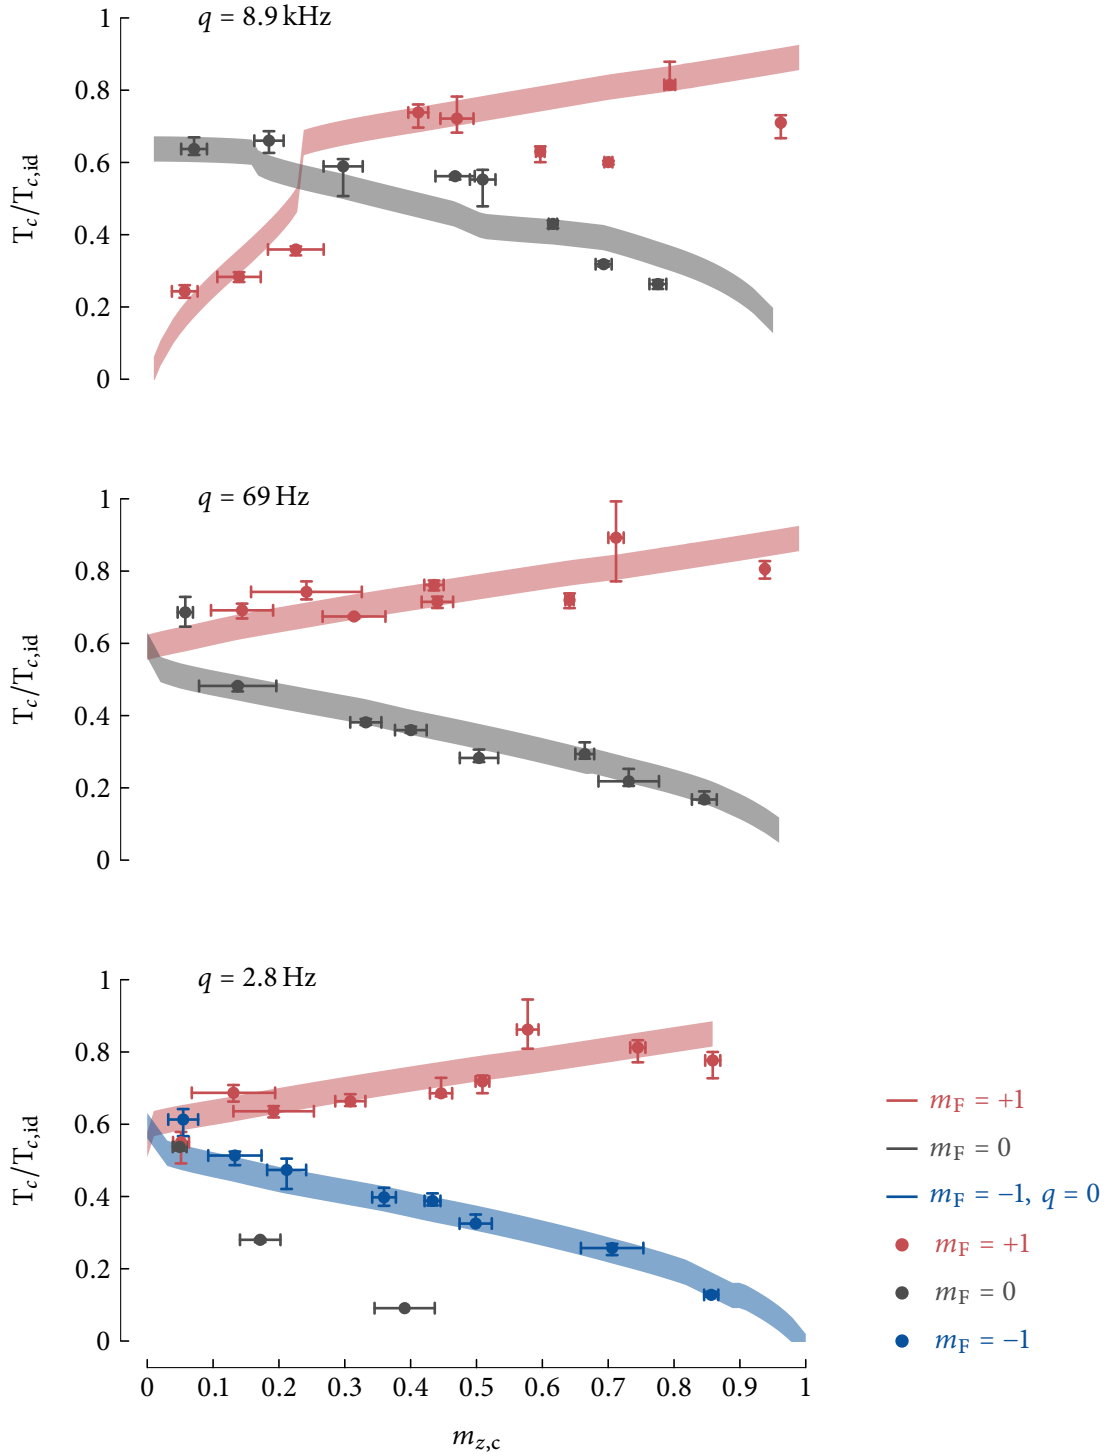 q = 8.9 kHz
1
0.8
0.6
0.4
0.2
0
T_c/T_{c,id}
q = 69 Hz
1
0.8
0.6
0.4
0.2
0
T_c/T_{c,id}
q = 2.8 Hz
1
0.8
0.6
0.4
0.2
0
T_c/T_{c,id}
0 0.1 0.2 0.3 0.4 0.5 0.6 0.7 0.8 0.9 1
m_{z,c}
m_F = +1
m_F = 0
m_F = −1, q = 0
m_F = +1
m_F = 0
m_F = −1